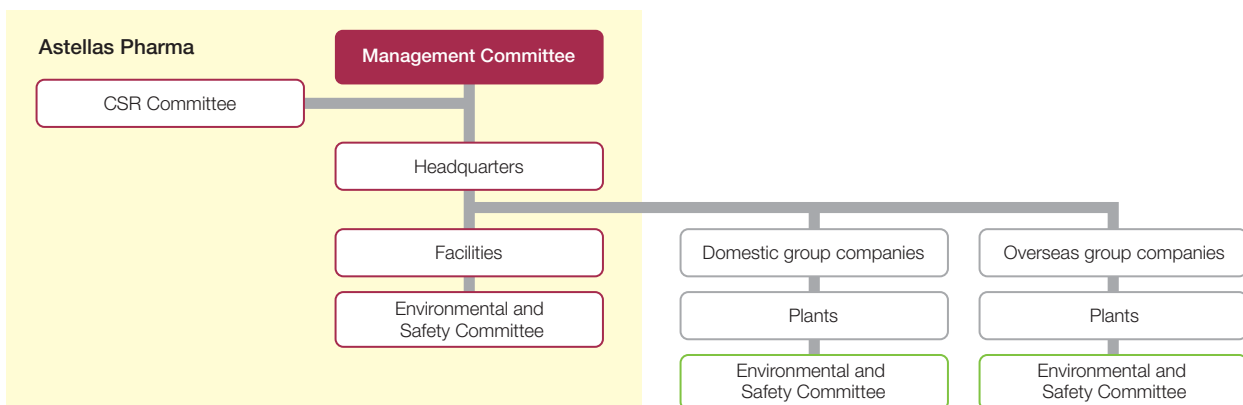 Astellas Pharma
Management Committee
CSR Committee
Headquarters
Facilities
Domestic group companies
Overseas group companies
Environmental and
Safety Committee
Plants
Plants
Environmental and
Safety Committee
Environmental and
Safety Committee